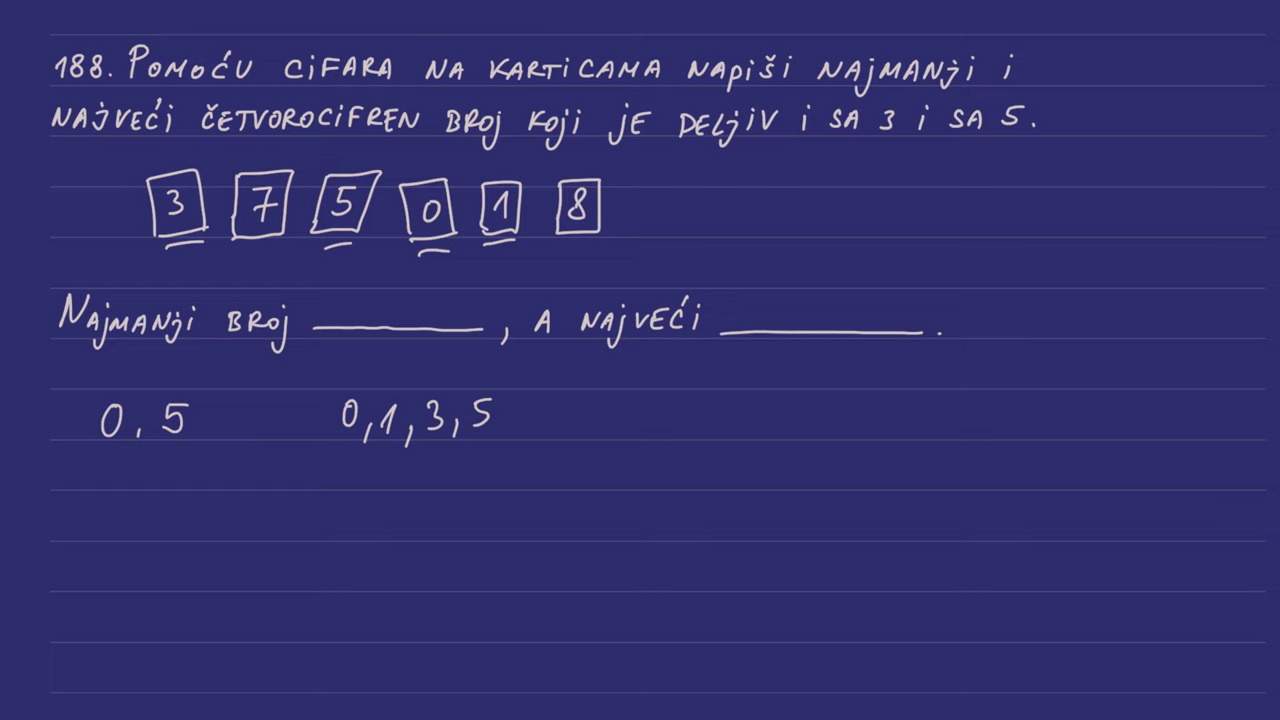 188. Pomoću cifara na karticama napiši najmanji i
najveći četvorocifren broj koji je deljiv i sa 3 i sa 5.
3 7 5 0 1 8
Najmanji broj ________, a najveći ________.
0, 5 0, 1, 3, 5